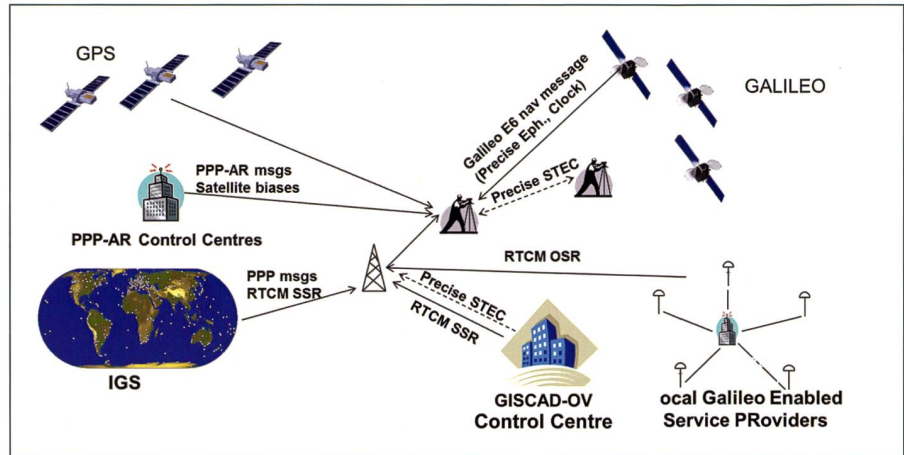 GPS
GALILEO
Galileo E6 nav message
(Precise Eph., Clock)
Precise STEC
PPP-AR msgs
Satellite biases
PPP-AR Control Centres
PPP msgs
RTCM SSR
RTCM OSR
Precise STEC
RTCM SSR
IGS
GISCAD-OV
Control Centre
ocal Galileo Enabled
Service PRoviders